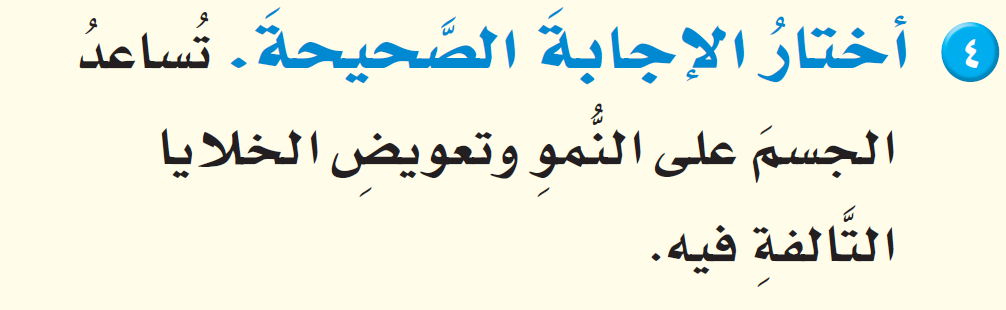 ٤ أختارُ الإجابةَ الصَّحيحةَ. تُساعدُ
الجسمَ على النُّموِ وتعويضِ الخلايا
التَّالفةِ فيه.